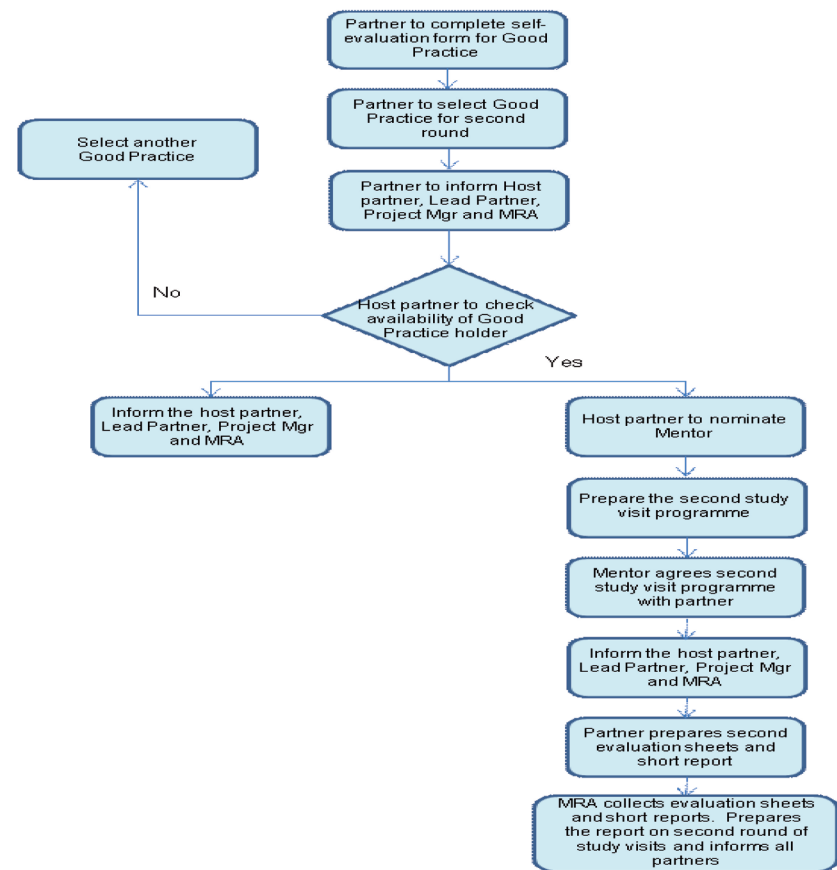 Partner to complete self-
evaluation form for Good
Practice
Partner to select Good
Practice for second
round
Select another
Good Practice
Partner to inform Host
partner, Lead Partner,
Project Mgr and MRA
No
Host partner to check
availability of Good
Practice holder
Yes
Inform the host partner,
Lead Partner, Project Mgr
and MRA
Host partner to nominate
Mentor
Prepare the second study
visit programme
Mentor agrees second
study visit programme
with partner
Inform the host partner,
Lead Partner, Project Mgr
and MRA
Partner prepares second
evaluation sheets and
short report
MRA collects evaluation sheets
and short reports. Prepares
the report on second round of
study visits and informs all
partners